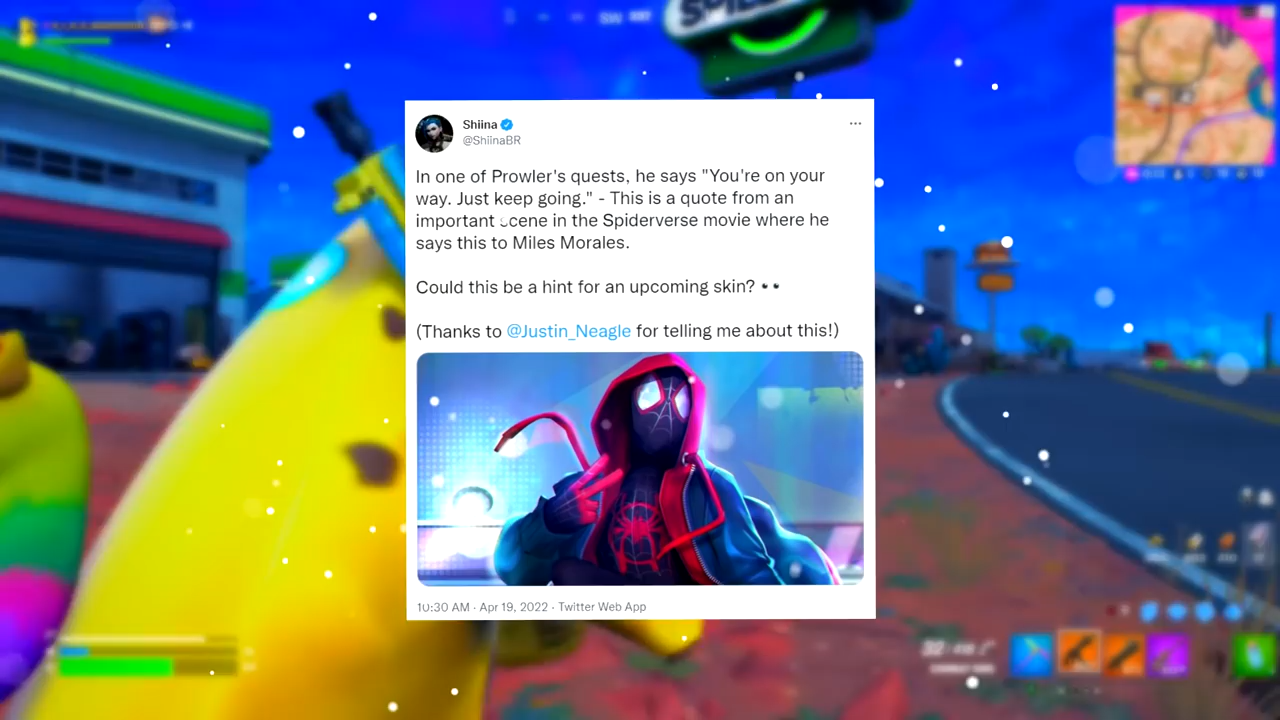 Shiina
@ShiinaBR
In one of Prowler's quests, he says "You're on your
way. Just keep going." - This is a quote from an
important scene in the Spiderverse movie where he
says this to Miles Morales.
Could this be a hint for an upcoming skin? 👀
(Thanks to @Justin_Neagle for telling me about this!)
10:30 AM · Apr 19, 2022 · Twitter Web App